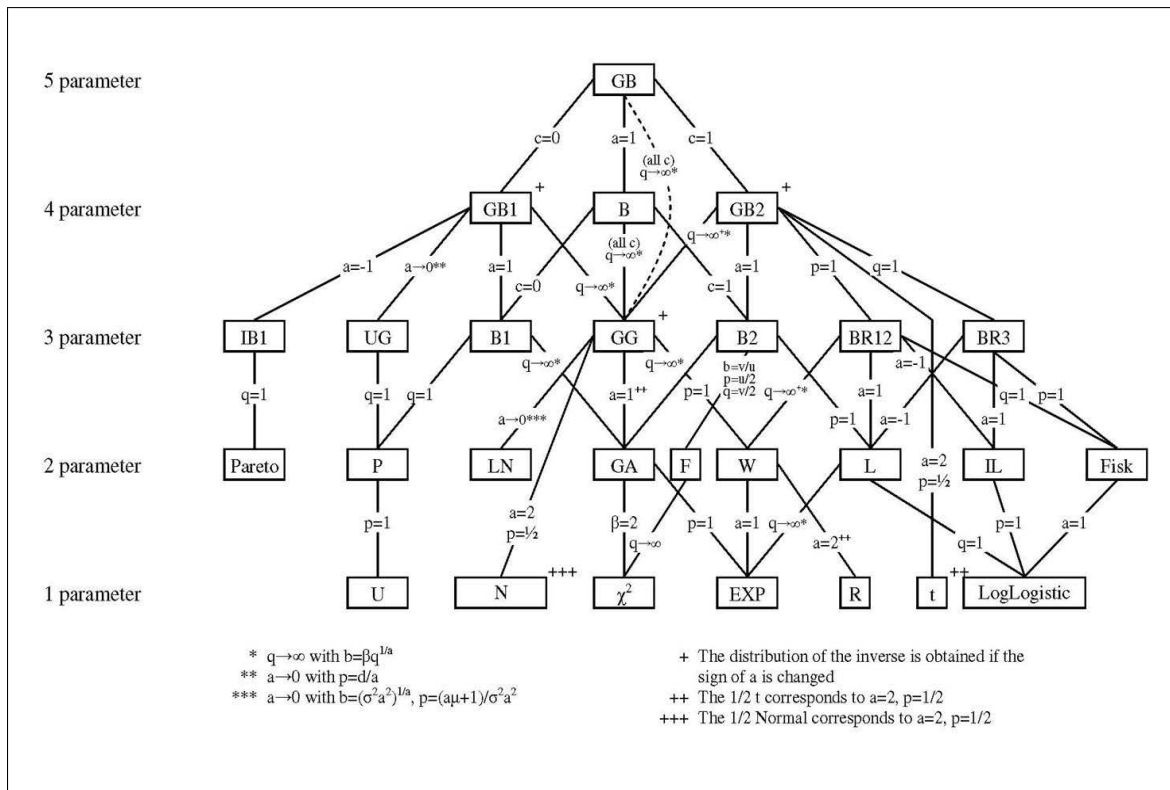 5 parameter GB
c=0 a=1 c=1
(all c)
q→∞*
4 parameter GB1 + B GB2 +
(all c)
q→∞*
q→∞+*
a=-1 a→0** a=1 c=0 q→∞* c=1 a=1 p=1 q=1
3 parameter IB1 UG B1 GG + B2 BR12 BR3
q→∞* q→∞* a=-1
b=v/u
p=u/2
q=v/2
q=1 q=1 q=1 a=1++ p=1 q→∞+* a=1 q=1 p=1
a→0*** p=1 a=-1 a=1
2 parameter Pareto P LN GA F W L IL Fisk
a=2
p=½
a=2
p=½
p=1 β=2 p=1 a=1 q→∞* p=1 a=1
q→∞ a=2++ q=1
1 parameter U N +++ χ² EXP R t ++ LogLogistic
* q→∞ with b=βq^1/a
** a→0 with p=d/a
*** a→0 with b=(σ²a²)^1/a, p=(aμ+1)/σ²a²
+ The distribution of the inverse is obtained if the
sign of a is changed
++ The 1/2 t corresponds to a=2, p=1/2
+++ The 1/2 Normal corresponds to a=2, p=1/2